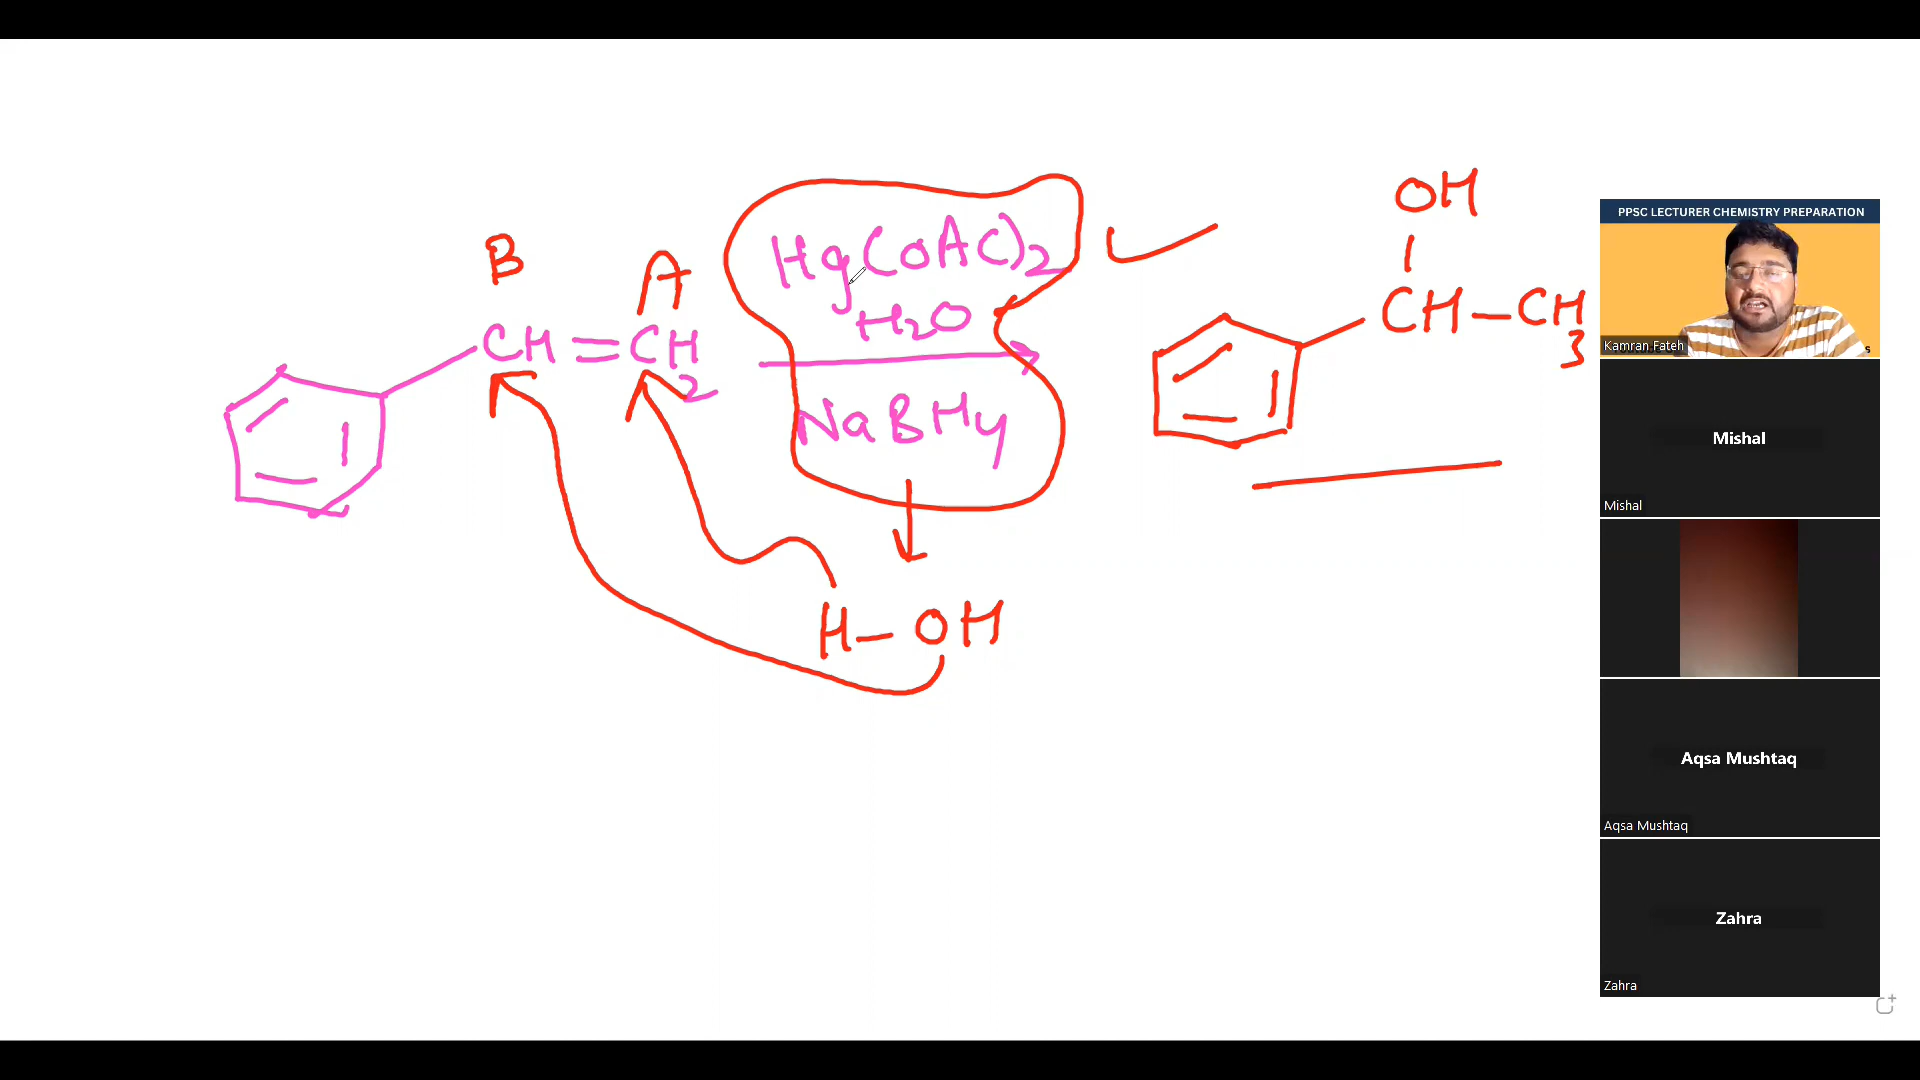 OH
B
A
Hg(OAC)2
H2O
CH=CH2
CH-CH3
NaBH4
H-OH
PPSC LECTURER CHEMISTRY PREPARATION
Kamran Fateh
Mishal
Mishal
Aqsa Mushtaq
Aqsa Mushtaq
Zahra
Zahra